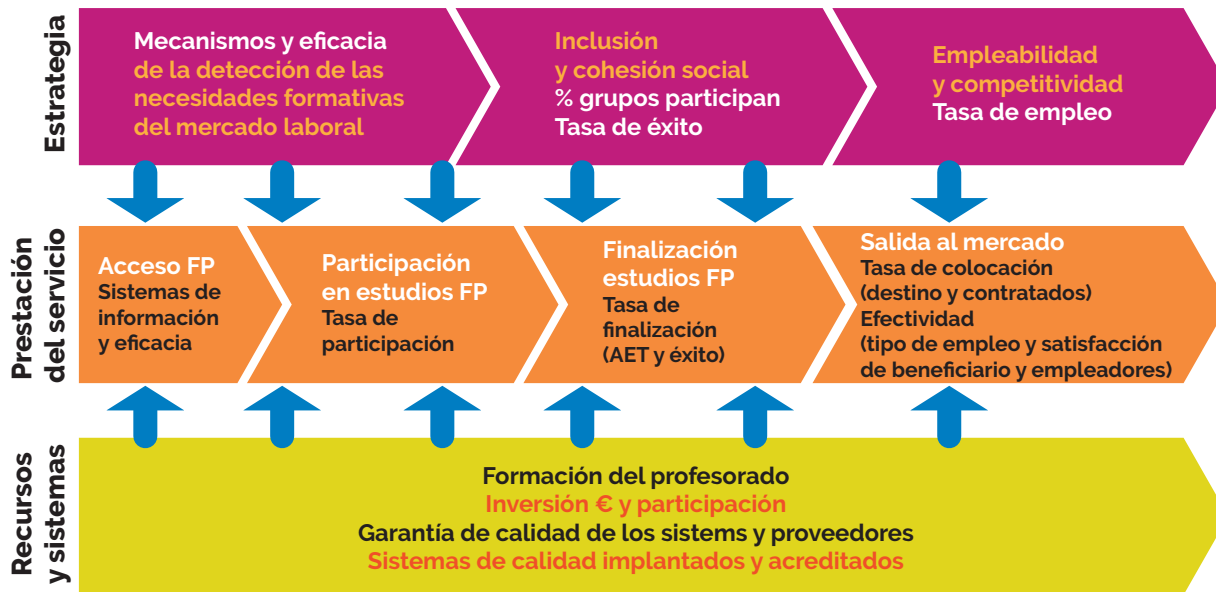 Estrategia
Mecanismos y eficacia
de la detección de las
necesidades formativas
del mercado laboral
Inclusión
y cohesión social
% grupos participan
Tasa de éxito
Empleabilidad
y competitividad
Tasa de empleo
Prestación
del servicio
Acceso FP
Sistemas de
información
y eficacia
Participación
en estudios FP
Tasa de
participación
Finalización
estudios FP
Tasa de
finalización
(AET y éxito)
Salida al mercado
Tasa de colocación
(destino y contratados)
Efectividad
(tipo de empleo y satisfacción
de beneficiario y empleadores)
Recursos
y sistemas
Formación del profesorado
Inversión € y participación
Garantía de calidad de los sistems y proveedores
Sistemas de calidad implantados y acreditados